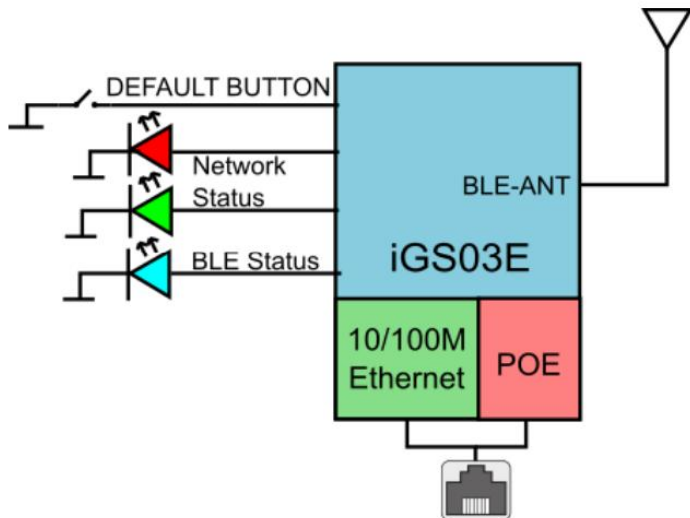 DEFAULT BUTTON
Network
Status
BLE Status
BLE-ANT
iGS03E
10/100M
Ethernet
POE